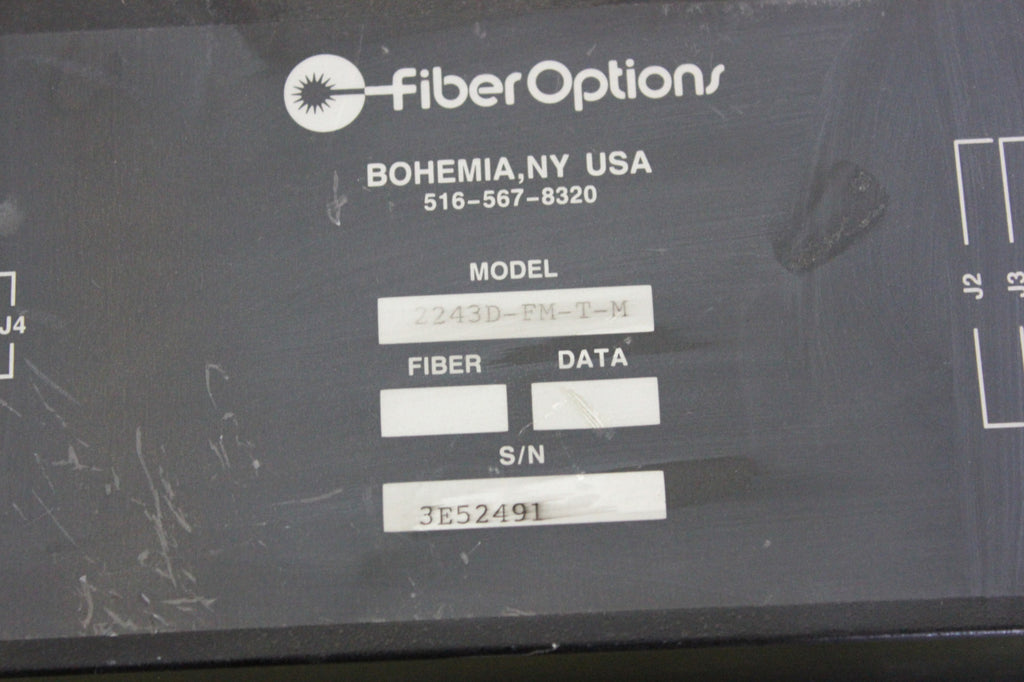 FiberOptions
BOHEMIA,NY USA
516-567-8320
MODEL
2243D-FM-T-M
FIBER DATA
S/N
3E52491
J4
J2
J3